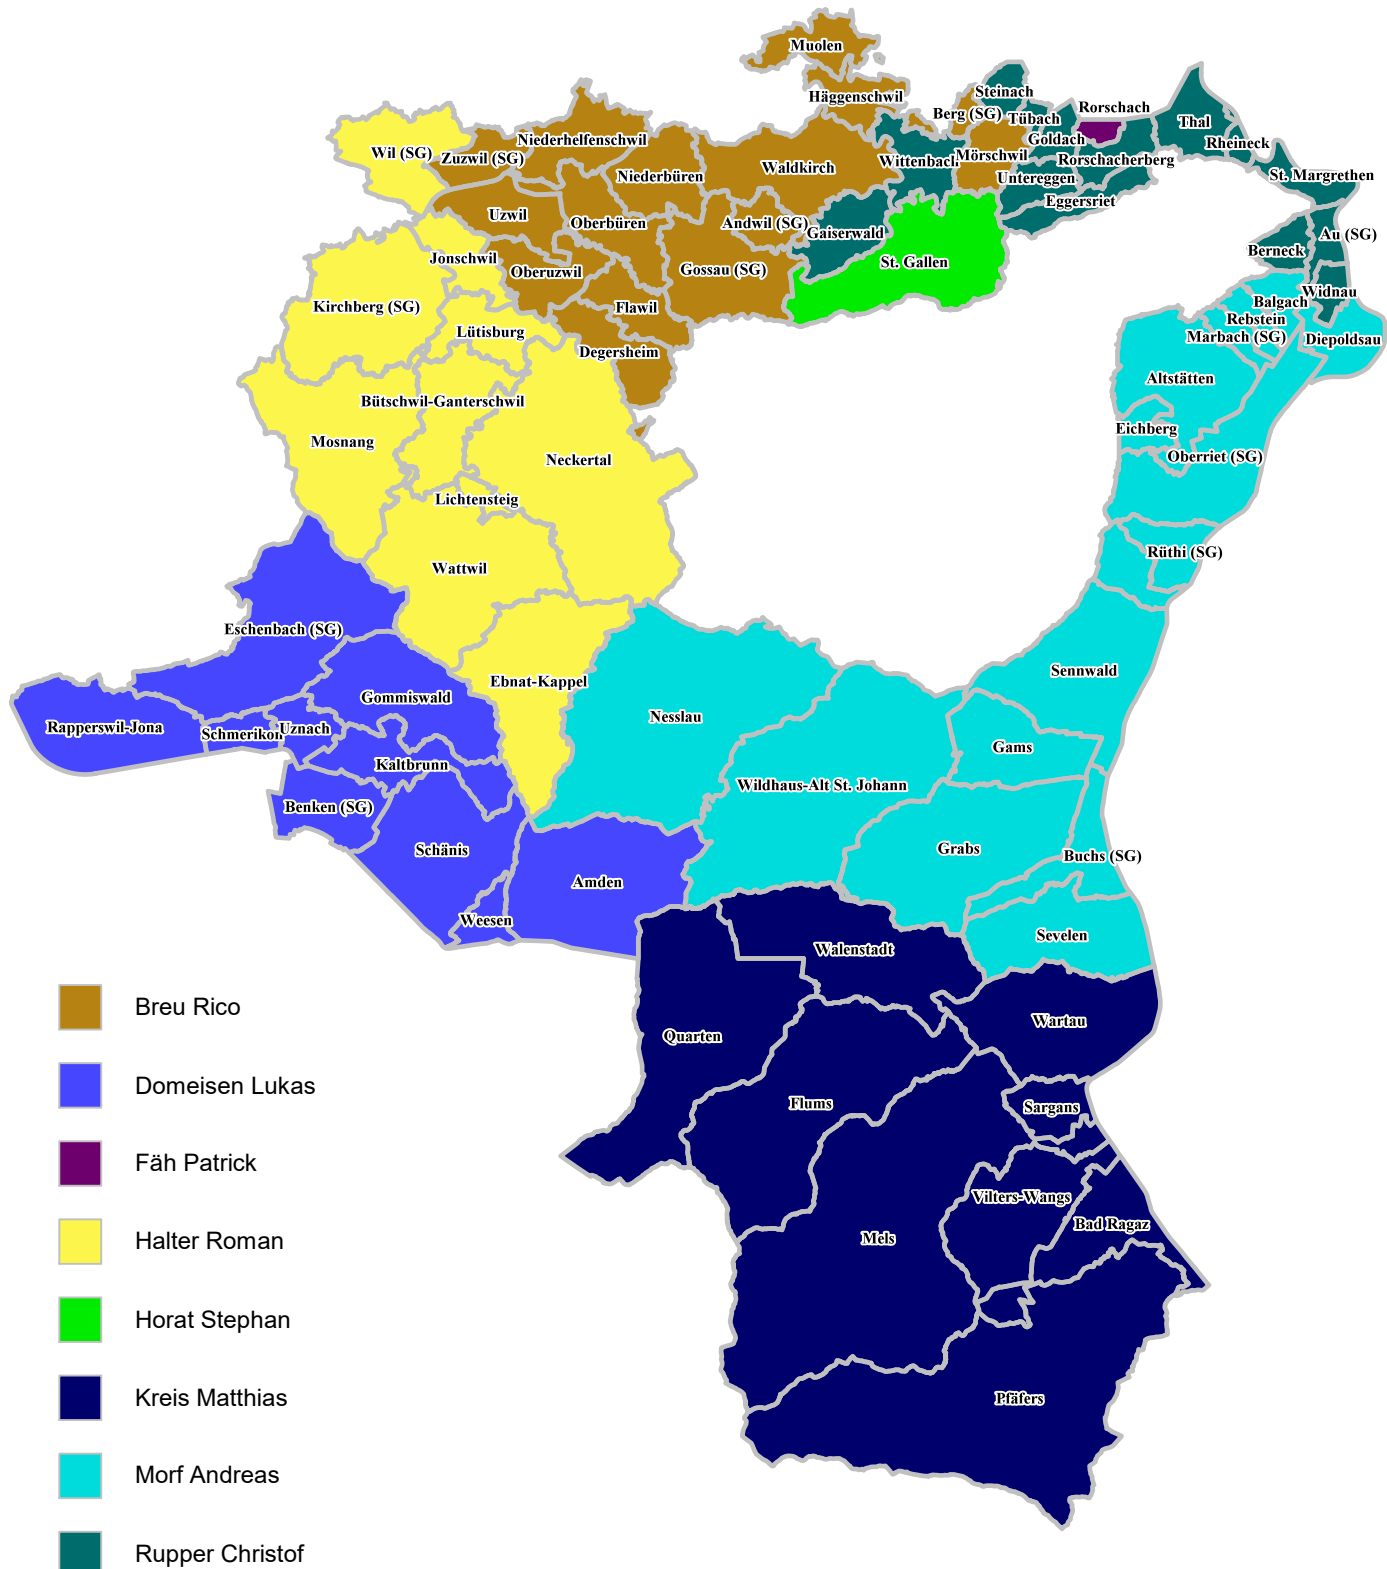 Muolen
Häggenschwil
Steinach
Berg (SG)
Tübach
Rorschach
Goldach
Thal
Rheineck
Wil (SG)
Zuzwil (SG)
Niederhelfenschwil
Niederbüren
Waldkirch
Wittenbach
Mörschwil
Rorschacherberg
Untereggen
Eggersriet
St. Margrethen
Uzwil
Oberbüren
Andwil (SG)
Gaiserwald
Au (SG)
Berneck
Jonschwil
Oberuzwil
Gossau (SG)
St. Gallen
Widnau
Balgach
Kirchberg (SG)
Flawil
Rebstein
Lütisburg
Marbach (SG)
Diepoldsau
Degersheim
Altstätten
Bütschwil-Ganterschwil
Mosnang
Eichberg
Neckertal
Oberriet (SG)
Lichtensteig
Rüthi (SG)
Wattwil
Eschenbach (SG)
Sennwald
Ebnat-Kappel
Gommiswald
Nesslau
Rapperswil-Jona
Schmerikon
Uznach
Gams
Kaltbrunn
Wildhaus-Alt St. Johann
Benken (SG)
Schänis
Grabs
Buchs (SG)
Amden
Weesen
Sevelen
Walenstadt
Wartau
Quarten
Flums
Sargans
Vilters-Wangs
Bad Ragaz
Mels
Pfäfers
Breu Rico
Domeisen Lukas
Fäh Patrick
Halter Roman
Horat Stephan
Kreis Matthias
Morf Andreas
Rupper Christof